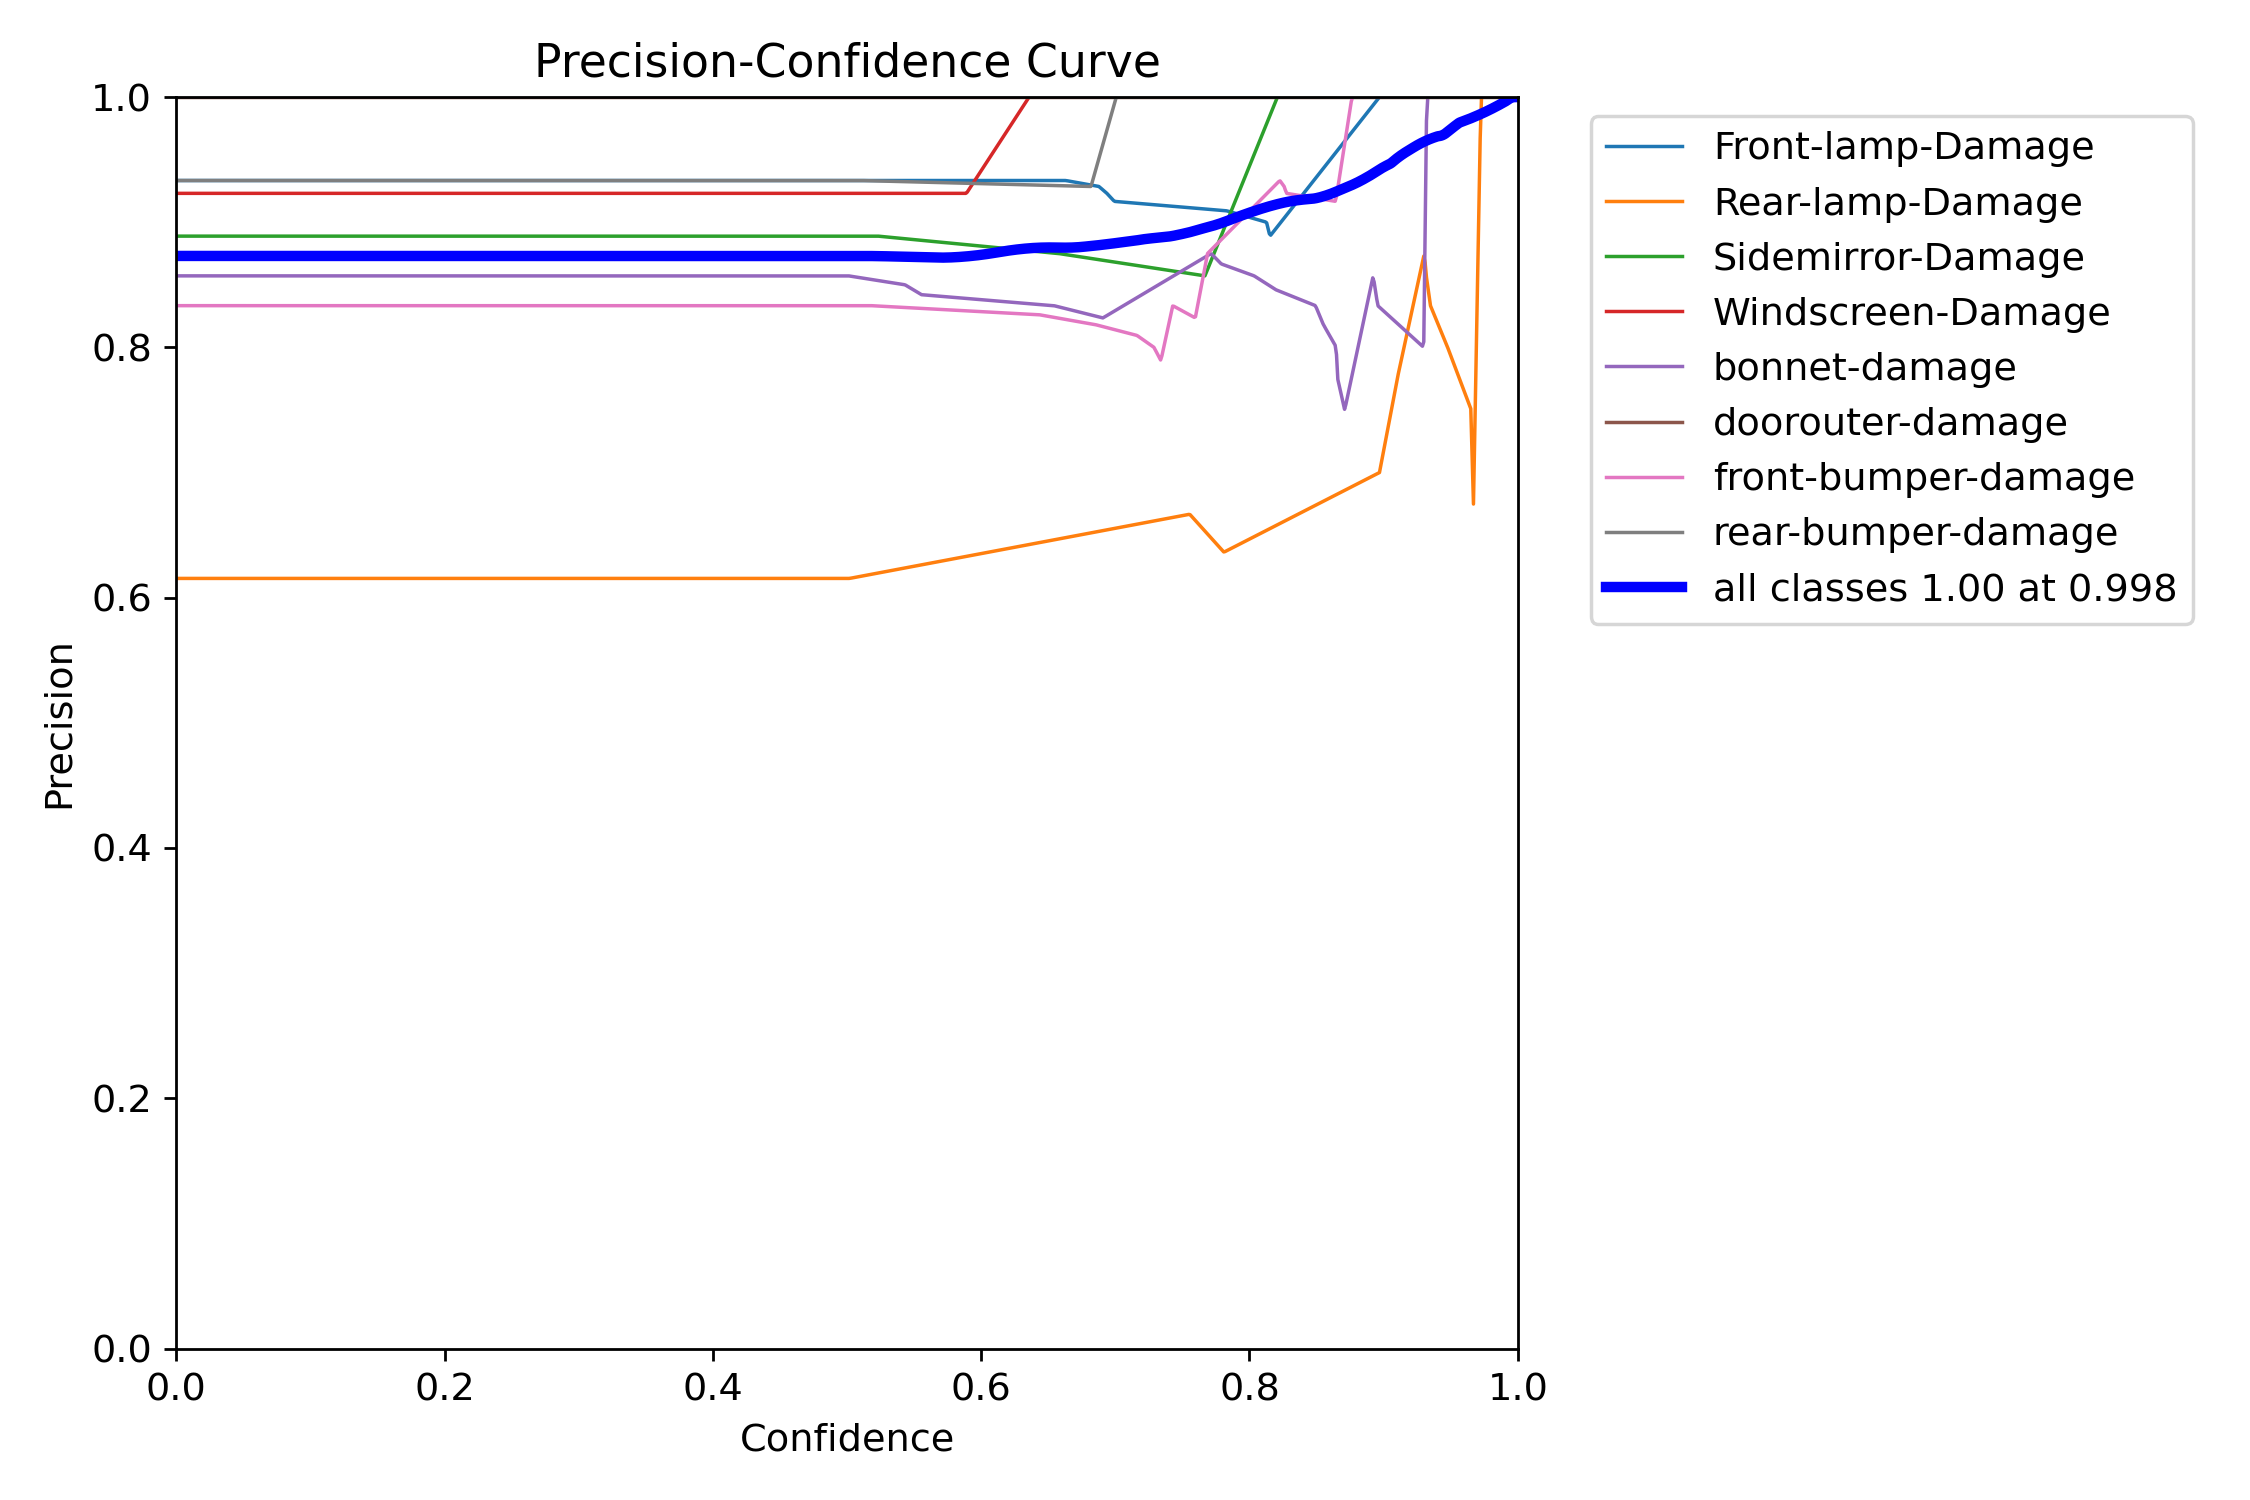 Precision-Confidence Curve
1.0
0.8
0.6
0.4
0.2
0.0
Precision
0.0 0.2 0.4 0.6 0.8 1.0
Confidence
Front-lamp-Damage
Rear-lamp-Damage
Sidemirror-Damage
Windscreen-Damage
bonnet-damage
doorouter-damage
front-bumper-damage
rear-bumper-damage
all classes 1.00 at 0.998